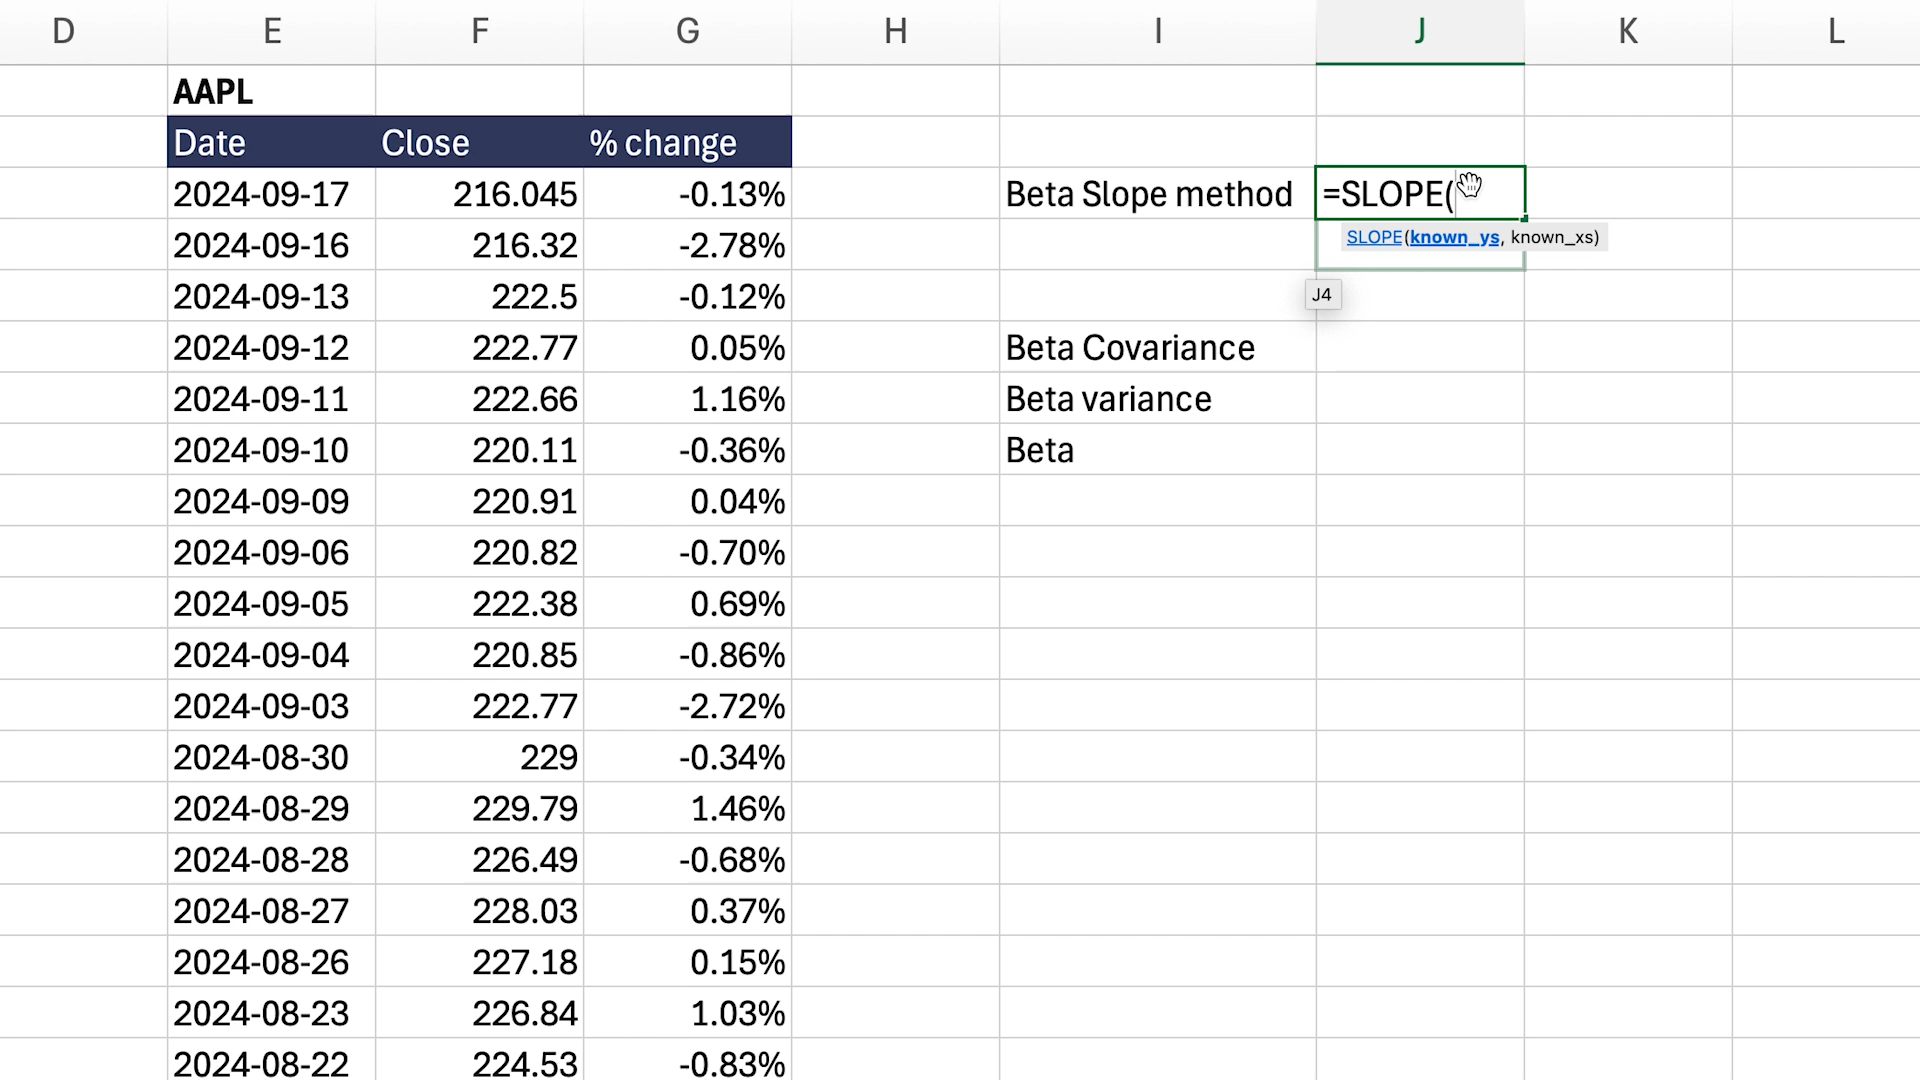 D E F G H I J K L
AAPL
Date Close % change
2024-09-17 216.045 -0.13% Beta Slope method =SLOPE(
2024-09-16 216.32 -2.78% SLOPE(known_ys, known_xs)
2024-09-13 222.5 -0.12% J4
2024-09-12 222.77 0.05% Beta Covariance
2024-09-11 222.66 1.16% Beta variance
2024-09-10 220.11 -0.36% Beta
2024-09-09 220.91 0.04%
2024-09-06 220.82 -0.70%
2024-09-05 222.38 0.69%
2024-09-04 220.85 -0.86%
2024-09-03 222.77 -2.72%
2024-08-30 229 -0.34%
2024-08-29 229.79 1.46%
2024-08-28 226.49 -0.68%
2024-08-27 228.03 0.37%
2024-08-26 227.18 0.15%
2024-08-23 226.84 1.03%
2024-08-22 224.53 -0.83%